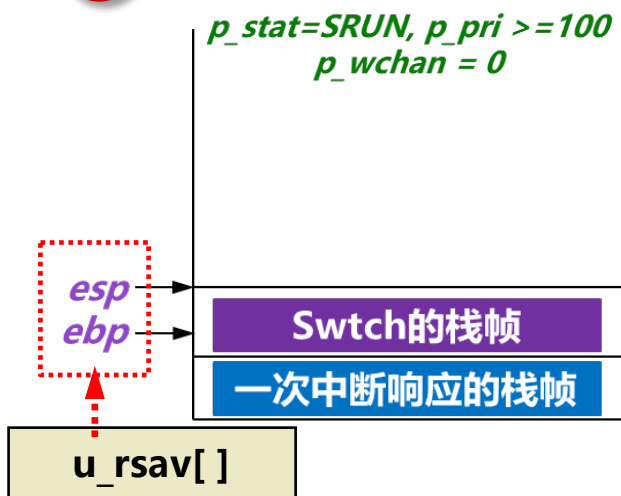 p_stat=SRUN, p_pri >=100
p_wchan = 0
esp
ebp
Swtch的栈帧
一次中断响应的栈帧
u_rsav[ ]